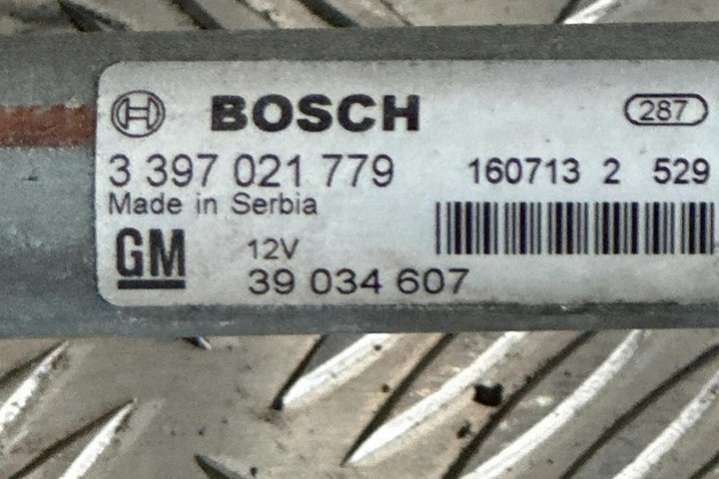 BOSCH 287
3 397 021 779 160713 2 529
Made in Serbia
GM 12V
39 034 607